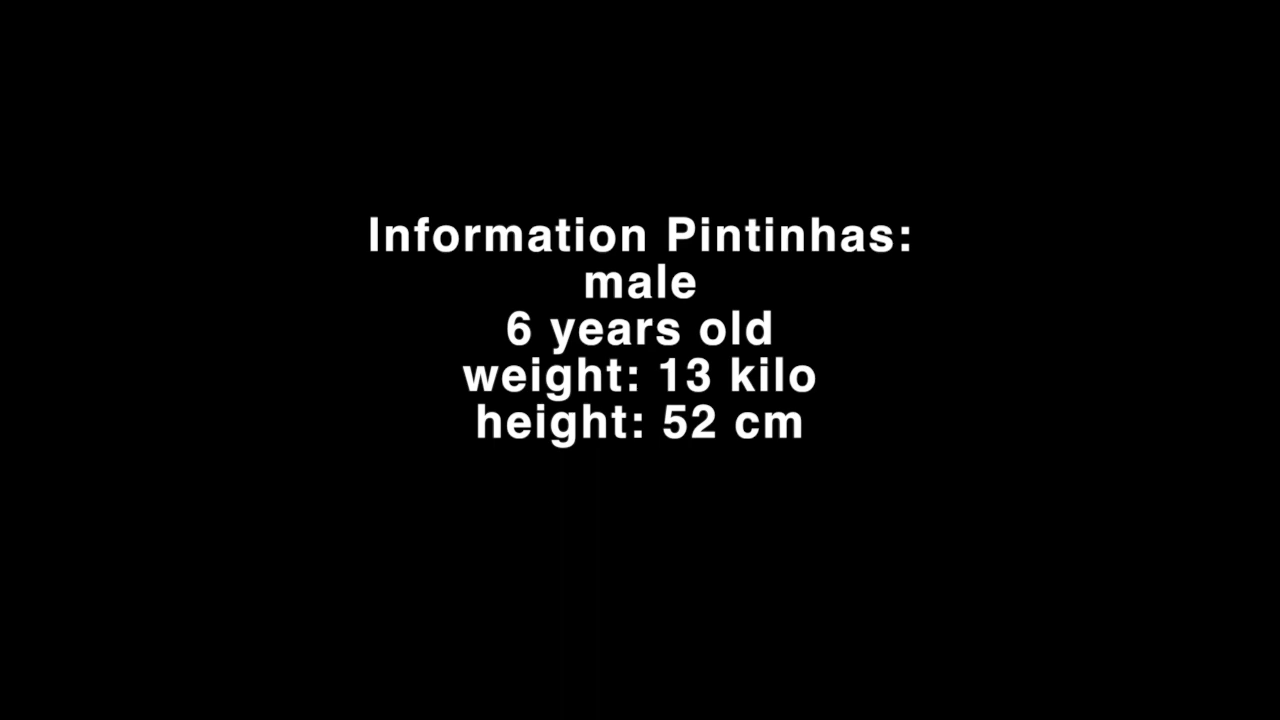 Information Pintinhas:
male
6 years old
weight: 13 kilo
height: 52 cm